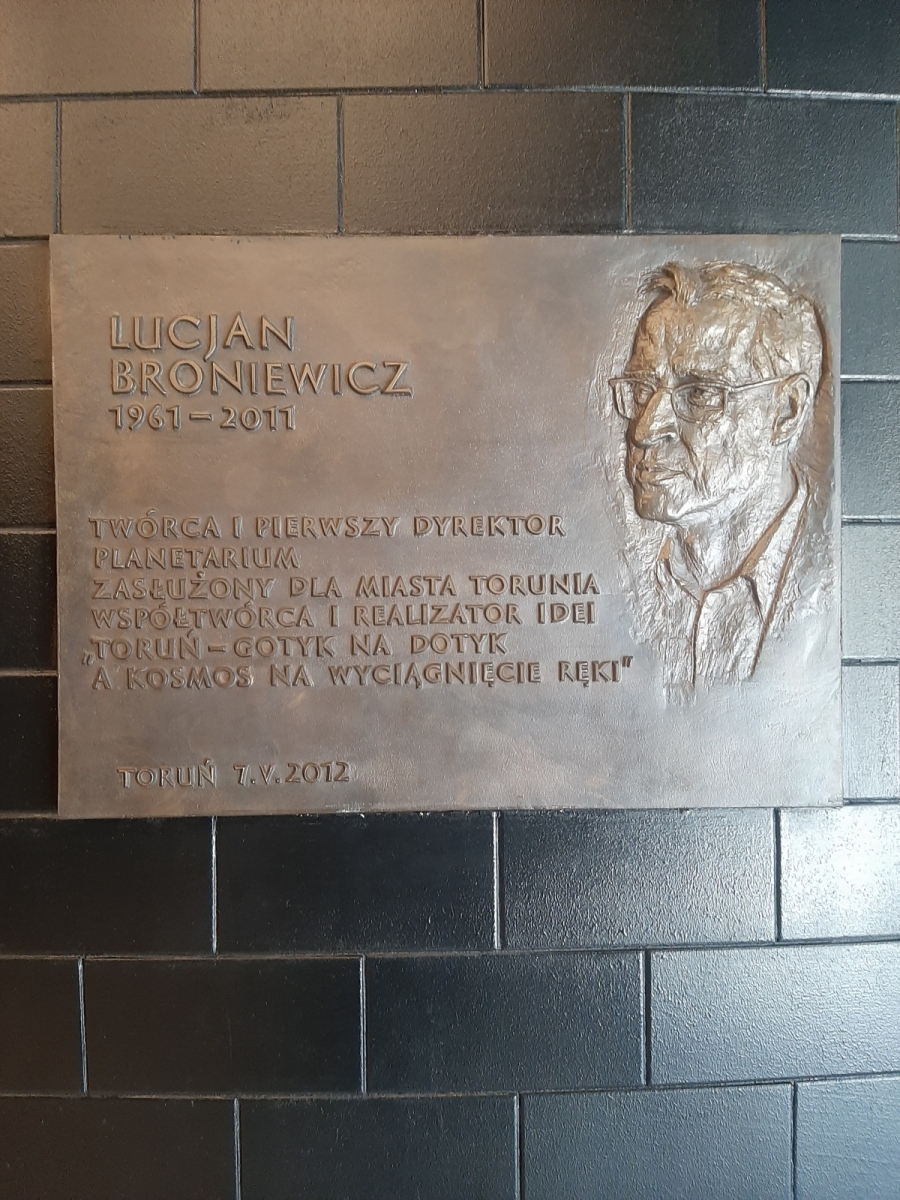 LUCJAN
BRONIEWICZ
1961 – 2011
TWÓRCA I PIERWSZY DYREKTOR
PLANETARIUM
ZASŁUŻONY DLA MIASTA TORUNIA
WSPÓŁTWÓRCA I REALIZATOR IDEI
„TORUŃ – GOTYK NA DOTYK
A KOSMOS NA WYCIĄGNIĘCIE RĘKI"
TORUŃ 7.V.2012